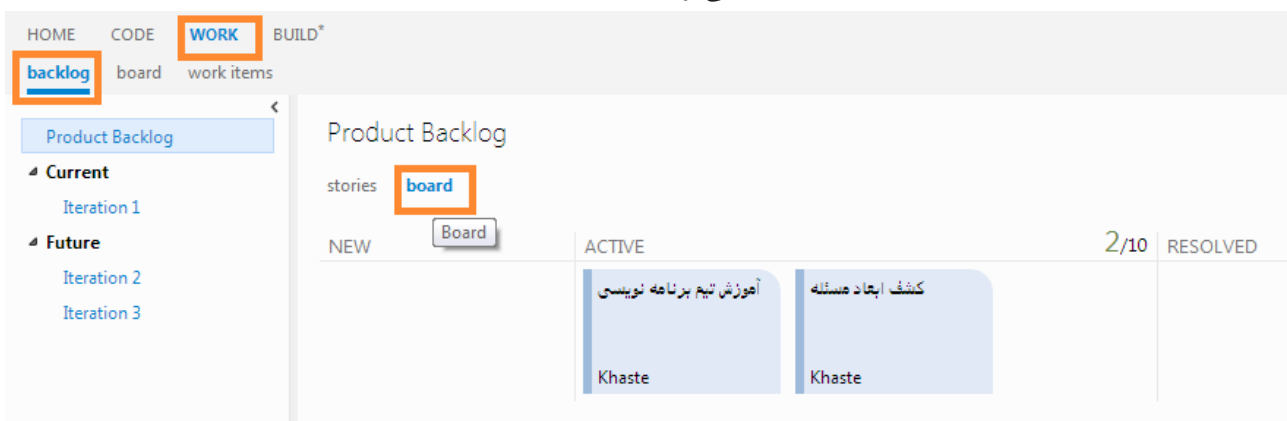 HOME CODE WORK BUILD*
backlog board work items
Product Backlog
Current
Iteration 1
Future
Iteration 2
Iteration 3
Product Backlog
stories board
Board
NEW ACTIVE 2/10 RESOLVED
آموزش تیم برنامه نویسی
Khaste
کشف ابعاد مسئله
Khaste